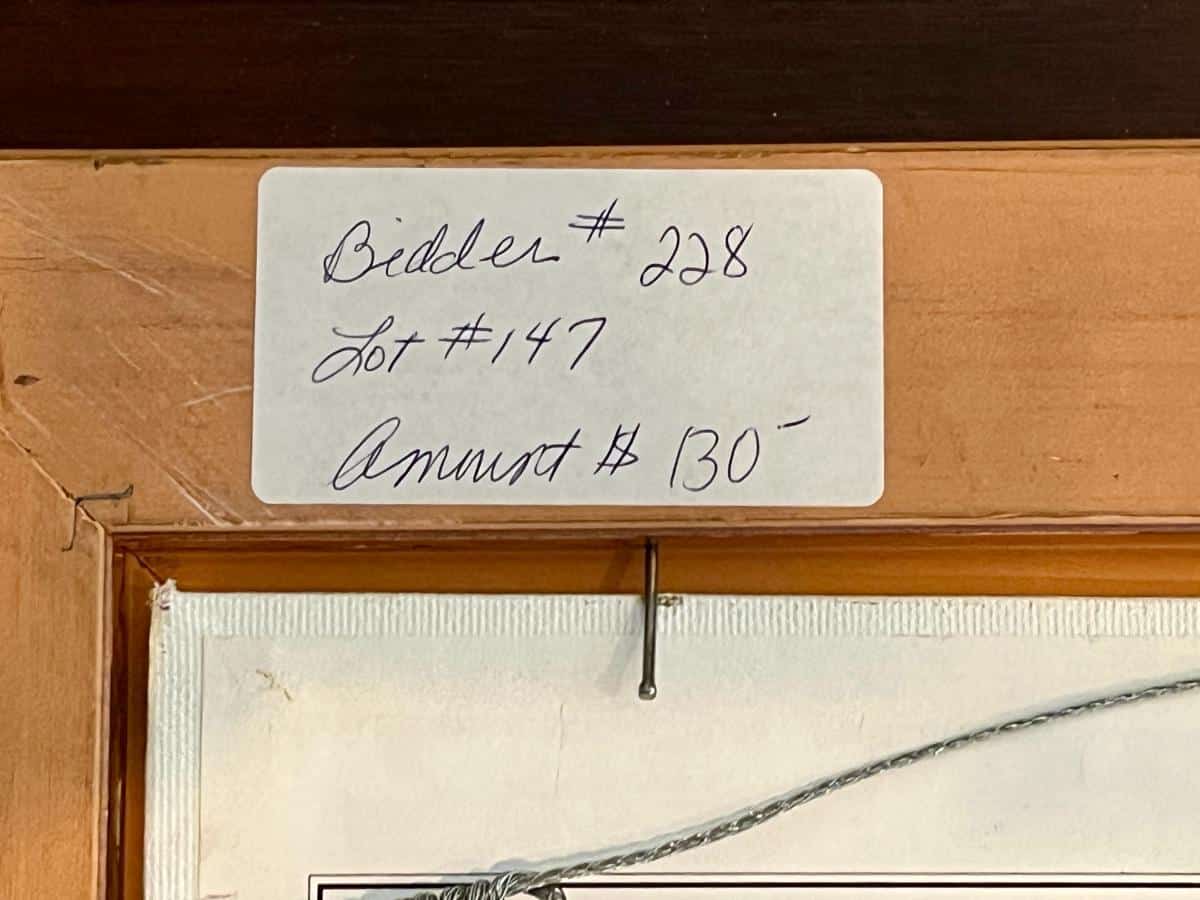 Bidder # 228
Lot #147
Amount $ 130-